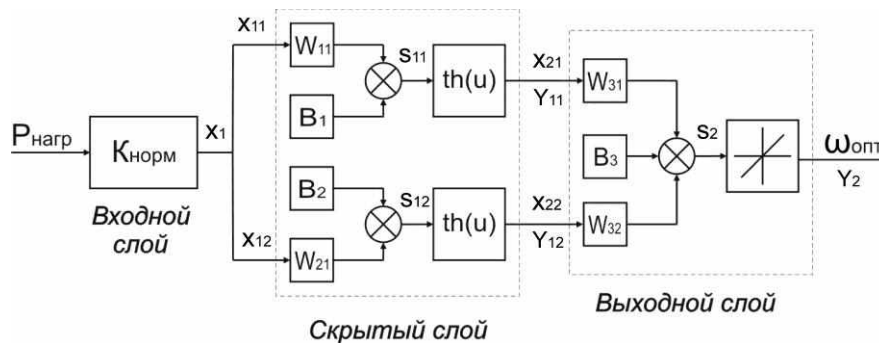 Pнагр
Kнорм
X1
Входной
слой
X11
X12
W11
B1
B2
W21
S11
S12
th(u)
th(u)
Скрытый слой
X21
Y11
X22
Y12
W31
B3
W32
S2
ωопт
Y2
Выходной слой